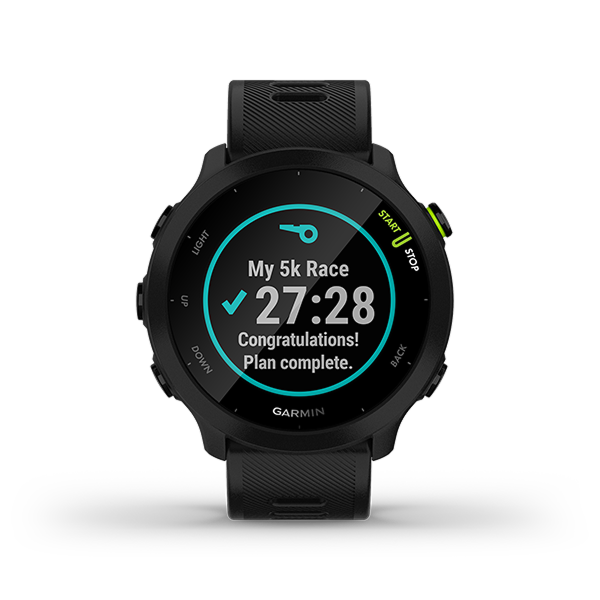 LIGHT
UP
DOWN
START
STOP
BACK
My 5k Race
27:28
Congratulations!
Plan complete.
GARMIN